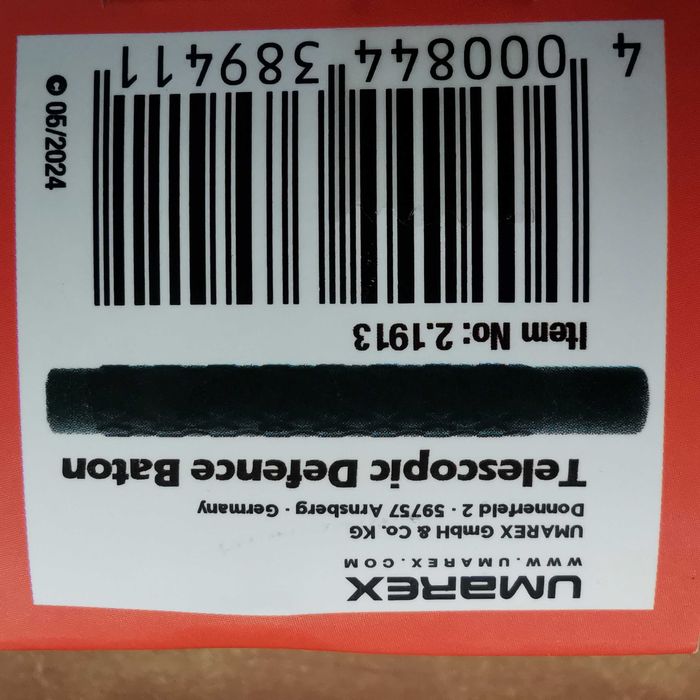 UMAREX
WWW.UMAREX.COM
UMAREX GmbH & Co. KG
Donnerfeld 2 · 59757 Arnsberg · Germany
Telescopic Defence Baton
Item No: 2.1913
4 000844 389411
© 06/2024